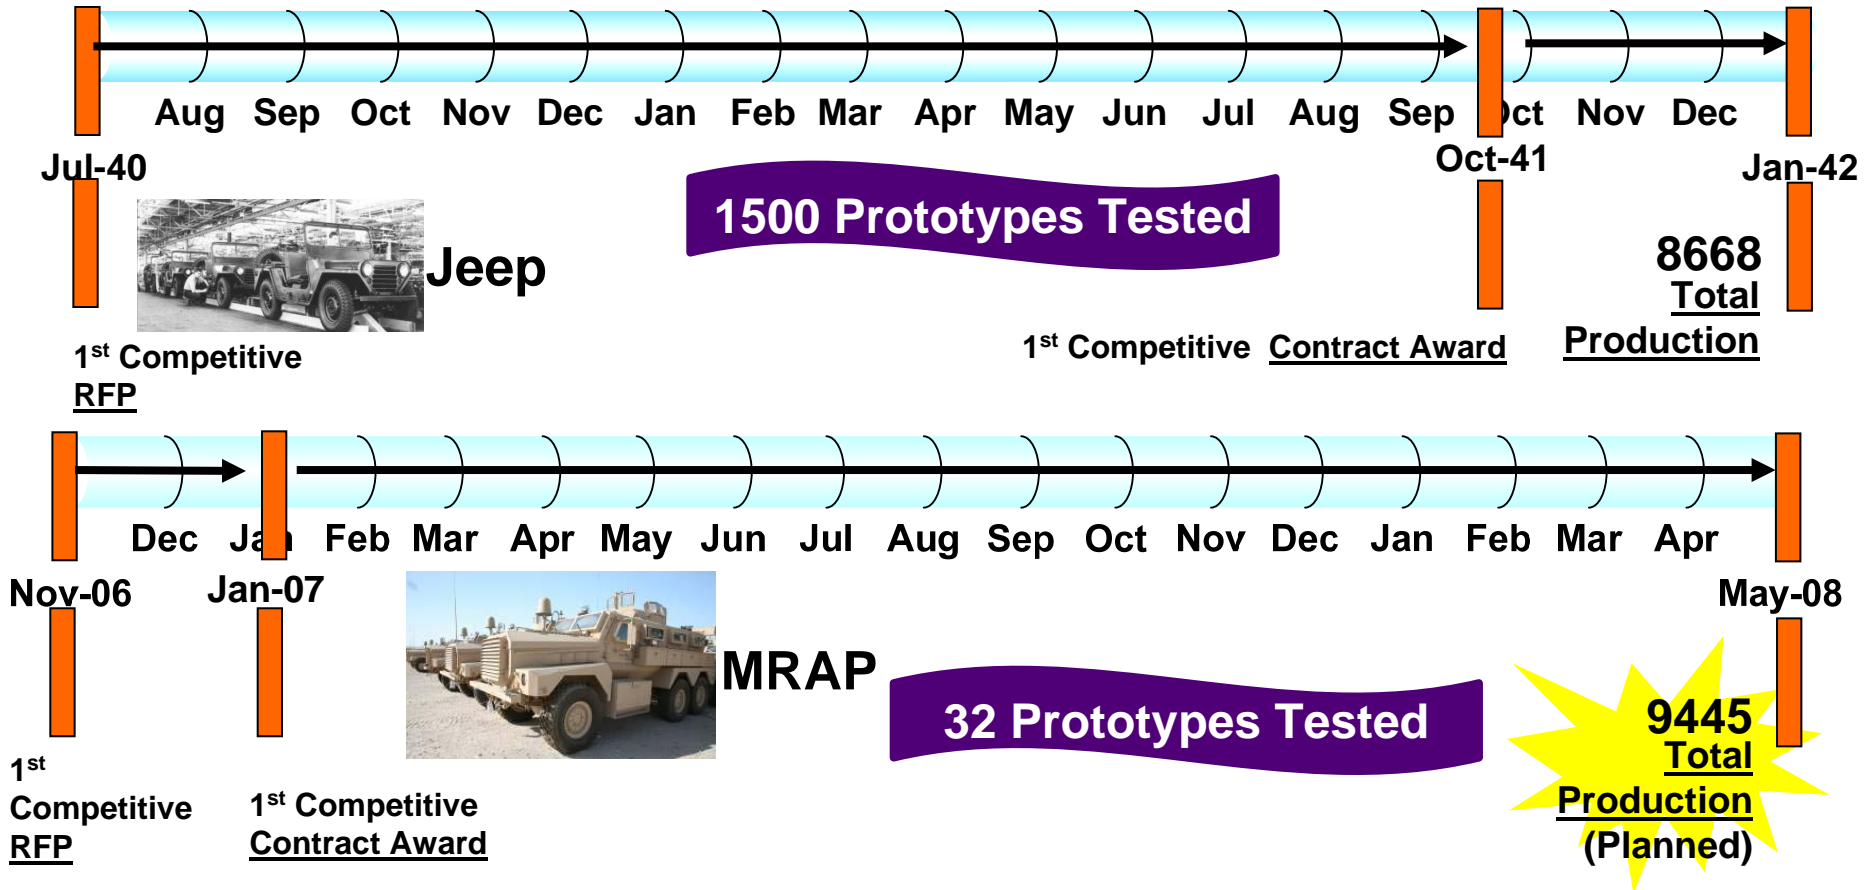 Aug Sep Oct Nov Dec Jan Feb Mar Apr May Jun Jul Aug Sep Oct Nov Dec
Jul-40
Oct-41
Jan-42
1500 Prototypes Tested
Jeep
8668
Total
Production
1st Competitive
RFP
1st Competitive Contract Award
Dec Jan Feb Mar Apr May Jun Jul Aug Sep Oct Nov Dec Jan Feb Mar Apr
Nov-06
Jan-07
May-08
MRAP
32 Prototypes Tested
9445
Total
Production
(Planned)
1st
Competitive
RFP
1st Competitive
Contract Award